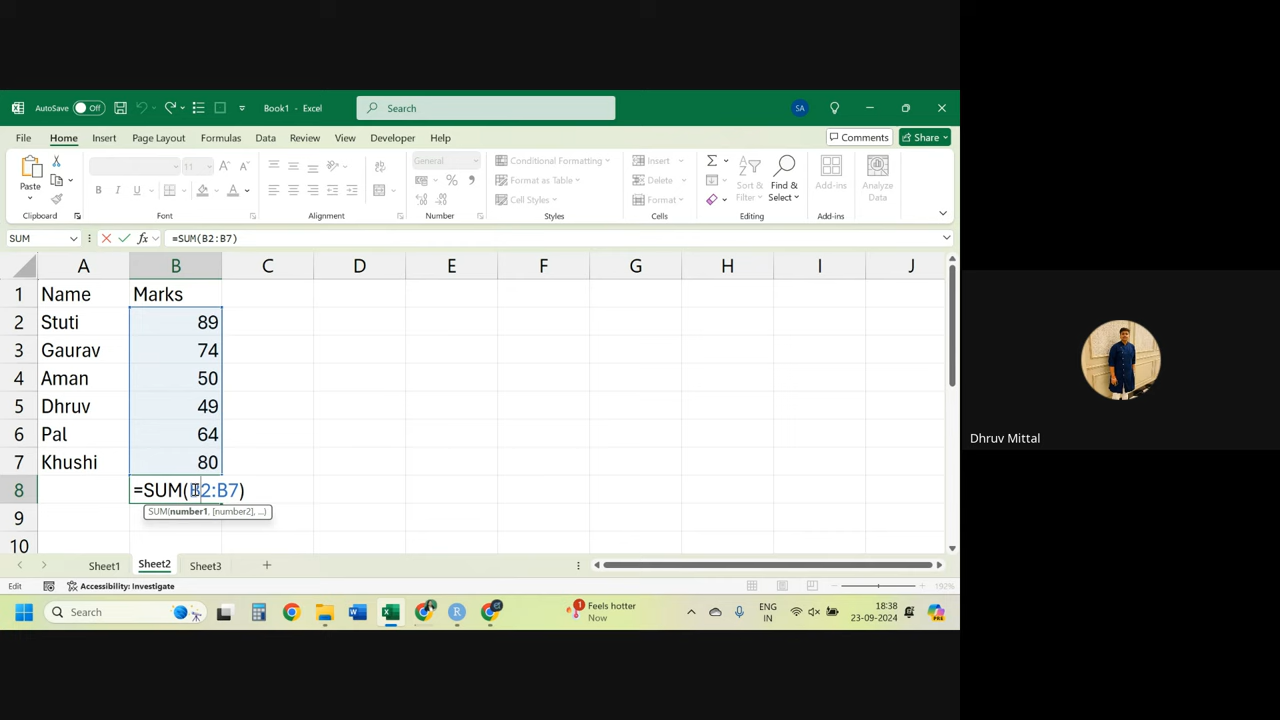 AutoSave Off Book1 - Excel Search SA
File Home Insert Page Layout Formulas Data Review View Developer Help Comments Share
Paste
11
General
Conditional Formatting
Format as Table
Cell Styles
Insert
Delete
Format
Sort & Filter
Find & Select
Add-ins
Analyze Data
Clipboard Font Alignment Number Styles Cells Editing Add-ins
SUM fx =SUM(B2:B7)
A B C D E F G H I J
1 Name Marks
2 Stuti 89
3 Gaurav 74
4 Aman 50
5 Dhruv 49
6 Pal 64
7 Khushi 80
8 =SUM(B2:B7)
SUM(number1, [number2], ...)
9
10
Sheet1 Sheet2 Sheet3
Edit Accessibility: Investigate 192%
Search
1 Feels hotter
Now
ENG
IN
18:38
23-09-2024
Dhruv Mittal